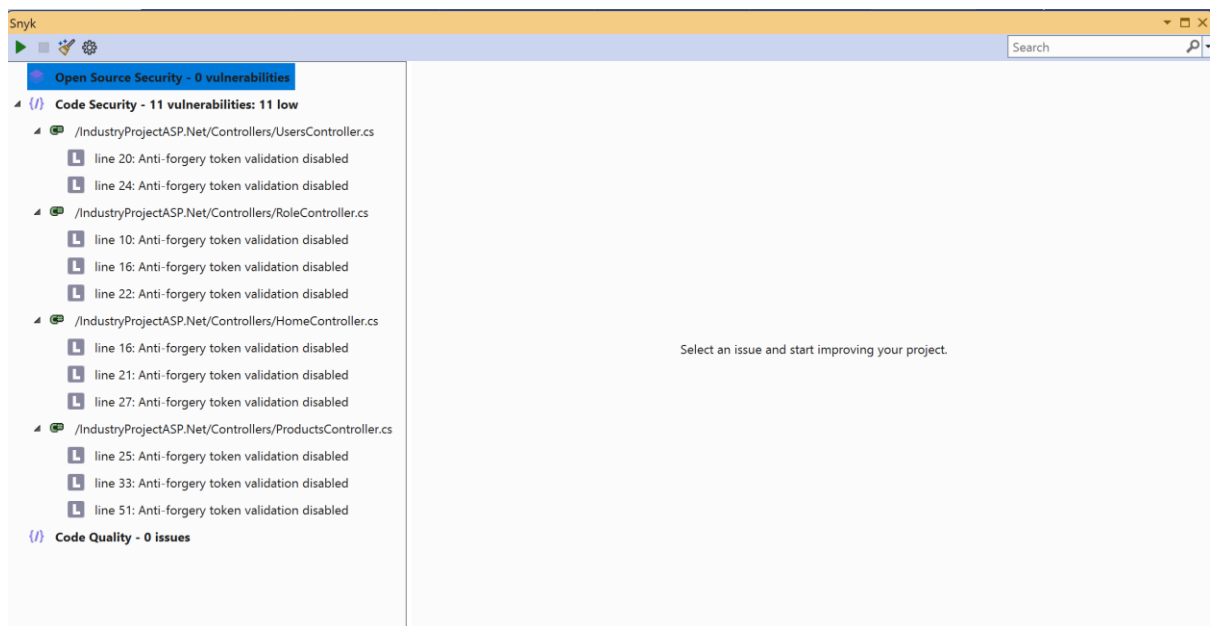 Snyk
Search
Open Source Security - 0 vulnerabilities
{/} Code Security - 11 vulnerabilities: 11 low
/IndustryProjectASP.Net/Controllers/UsersController.cs
L line 20: Anti-forgery token validation disabled
L line 24: Anti-forgery token validation disabled
/IndustryProjectASP.Net/Controllers/RoleController.cs
L line 10: Anti-forgery token validation disabled
L line 16: Anti-forgery token validation disabled
L line 22: Anti-forgery token validation disabled
/IndustryProjectASP.Net/Controllers/HomeController.cs
L line 16: Anti-forgery token validation disabled
L line 21: Anti-forgery token validation disabled
L line 27: Anti-forgery token validation disabled
/IndustryProjectASP.Net/Controllers/ProductsController.cs
L line 25: Anti-forgery token validation disabled
L line 33: Anti-forgery token validation disabled
L line 51: Anti-forgery token validation disabled
{/} Code Quality - 0 issues
Select an issue and start improving your project.